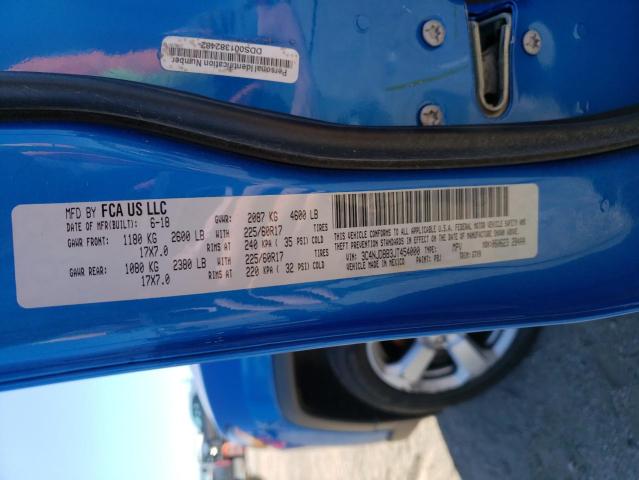 Personal Identification Number
DDS001382482
MFD BY FCA US LLC
DATE OF MFR(BUILT): 6-18
GVWR: 2087 KG 4600 LB
GAWR FRONT: 1180 KG 2600 LB WITH 225/60R17 TIRES
17X7.0 RIMS AT 240 KPA ( 35 PSI) COLD
GAWR REAR: 1080 KG 2380 LB WITH 225/60R17 TIRES
17X7.0 RIMS AT 220 KPA ( 32 PSI) COLD
THIS VEHICLE CONFORMS TO ALL APPLICABLE U.S.A. FEDERAL MOTOR VEHICLE SAFETY AND
THEFT PREVENTION STANDARDS IN EFFECT ON THE DATE OF MANUFACTURE SHOWN ABOVE.
VIN: 3C4NJDBB3JT454000 TYPE: MPV
VEHICLE MADE IN MEXICO PAINT: PBJ